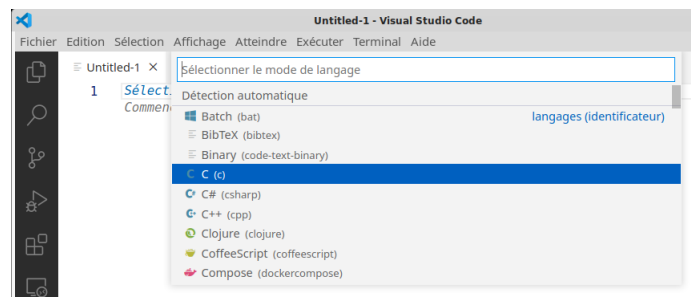 Untitled-1 - Visual Studio Code
Fichier Edition Sélection Affichage Atteindre Exécuter Terminal Aide
Untitled-1 ×
Sélectionner le mode de langage
1 Sélect
Détection automatique
Commen
Batch (bat) langages (identificateur)
BibTeX (bibtex)
Binary (code-text-binary)
C C (c)
C# (csharp)
C++ (cpp)
Clojure (clojure)
CoffeeScript (coffeescript)
Compose (dockercompose)